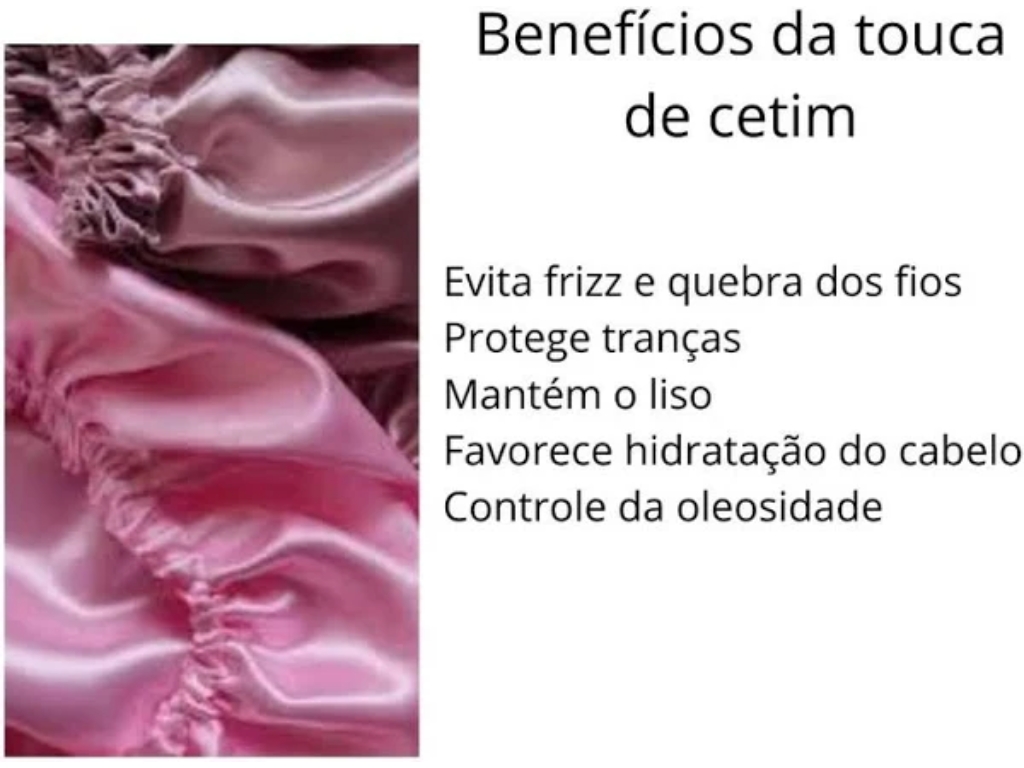 Benefícios da touca
de cetim
Evita frizz e quebra dos fios
Protege tranças
Mantém o liso
Favorece hidratação do cabelo
Controle da oleosidade